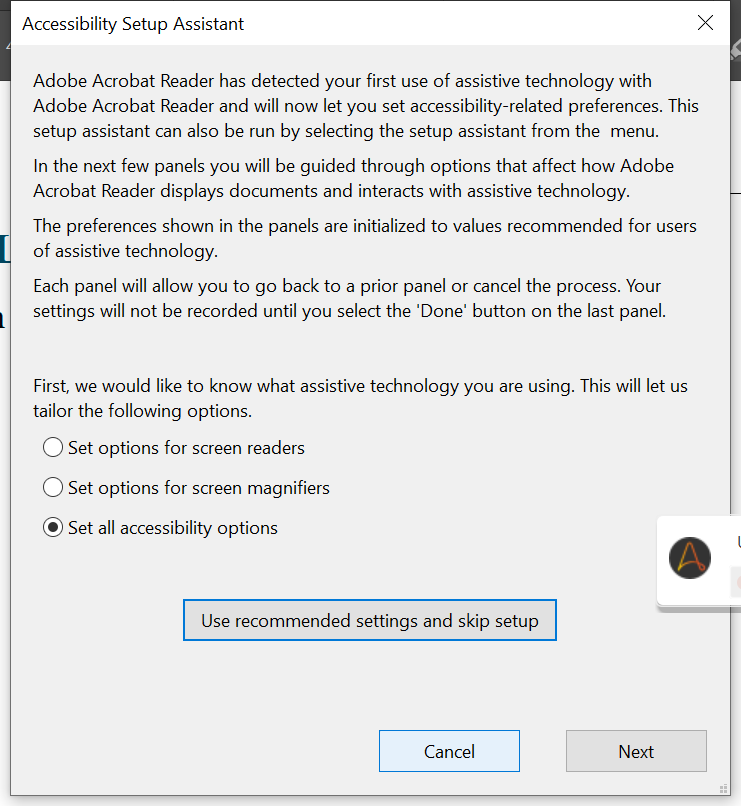 Accessibility Setup Assistant
Adobe Acrobat Reader has detected your first use of assistive technology with
Adobe Acrobat Reader and will now let you set accessibility-related preferences. This
setup assistant can also be run by selecting the setup assistant from the  menu.
In the next few panels you will be guided through options that affect how Adobe
Acrobat Reader displays documents and interacts with assistive technology.
The preferences shown in the panels are initialized to values recommended for users
of assistive technology.
Each panel will allow you to go back to a prior panel or cancel the process. Your
settings will not be recorded until you select the 'Done' button on the last panel.
First, we would like to know what assistive technology you are using. This will let us
tailor the following options.
Set options for screen readers
Set options for screen magnifiers
Set all accessibility options
Use recommended settings and skip setup
Cancel
Next